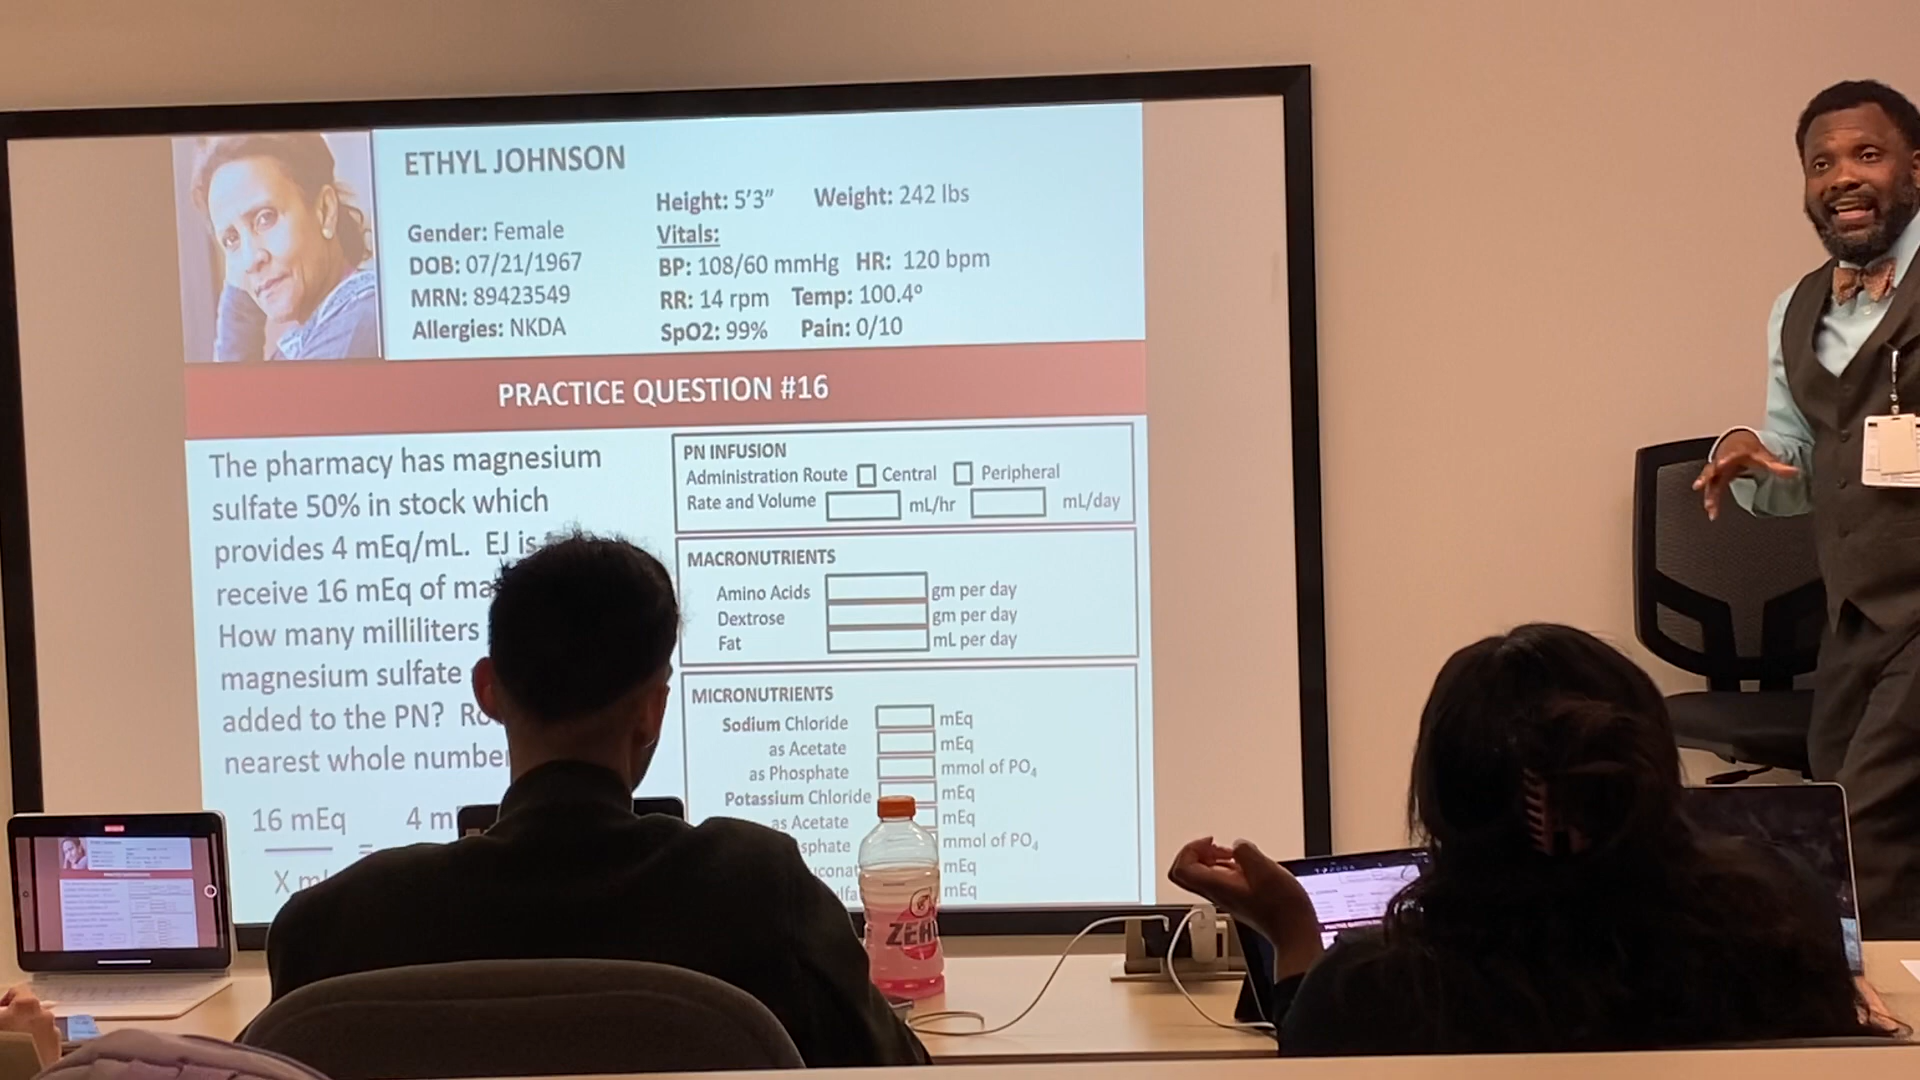 ETHYL JOHNSON
Height: 5'3" Weight: 242 lbs
Gender: Female
Vitals:
DOB: 07/21/1967
BP: 108/60 mmHg HR: 120 bpm
MRN: 89423549
RR: 14 rpm Temp: 100.4º
Allergies: NKDA
SpO2: 99% Pain: 0/10
PRACTICE QUESTION #16
The pharmacy has magnesium
sulfate 50% in stock which
provides 4 mEq/mL. EJ is
receive 16 mEq of
How many milliliters
magnesium sulfate
added to the PN?
nearest whole number
16 mEq 4
=
X
PN INFUSION
Administration Route Central Peripheral
Rate and Volume mL/hr mL/day
MACRONUTRIENTS
Amino Acids gm per day
Dextrose gm per day
Fat mL per day
MICRONUTRIENTS
Sodium Chloride mEq
as Acetate mEq
as Phosphate mmol of PO4
Potassium Chloride mEq
as Acetate mEq
mmol of PO4
mEq
mEq
ZERO